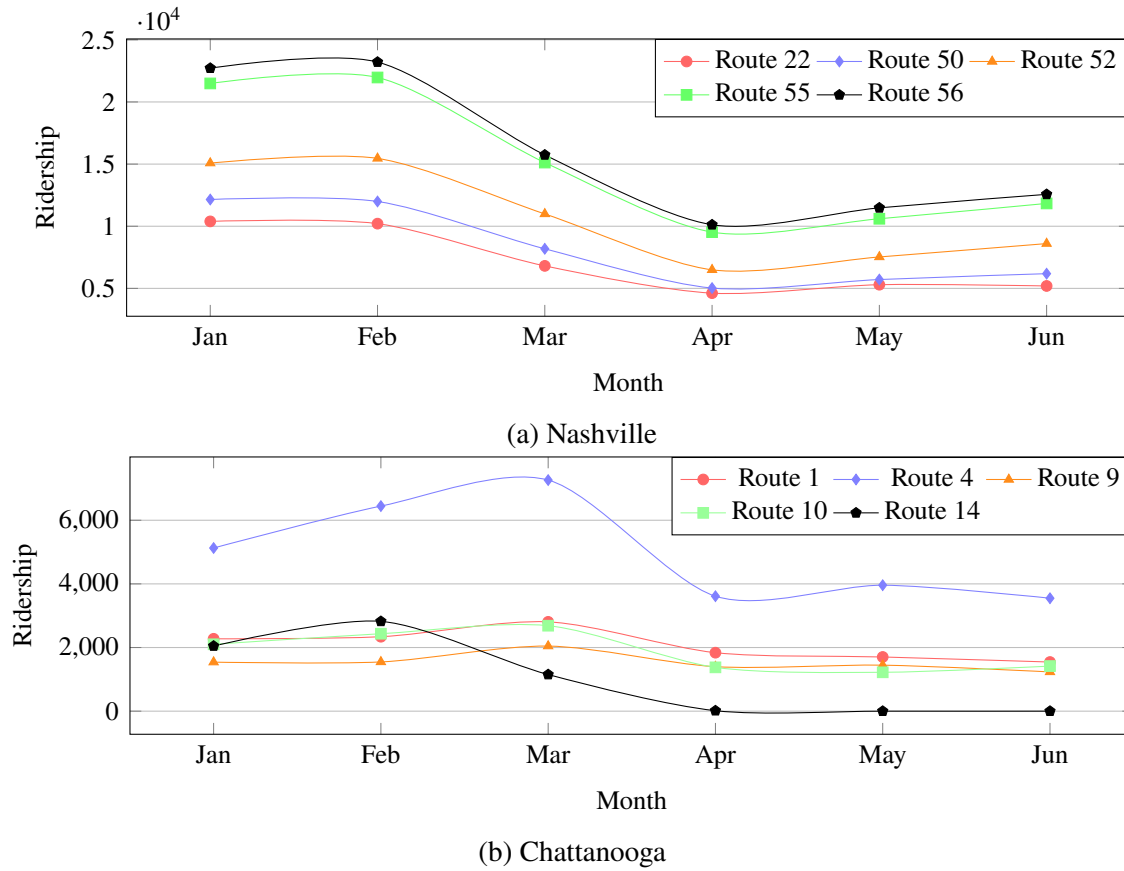 ·10⁴
2.5
2
1.5
1
0.5
Ridership
Route 22 Route 50 Route 52
Route 55 Route 56
Jan Feb Mar Apr May Jun
Month
(a) Nashville
6,000
4,000
2,000
0
Ridership
Route 1 Route 4 Route 9
Route 10 Route 14
Jan Feb Mar Apr May Jun
Month
(b) Chattanooga